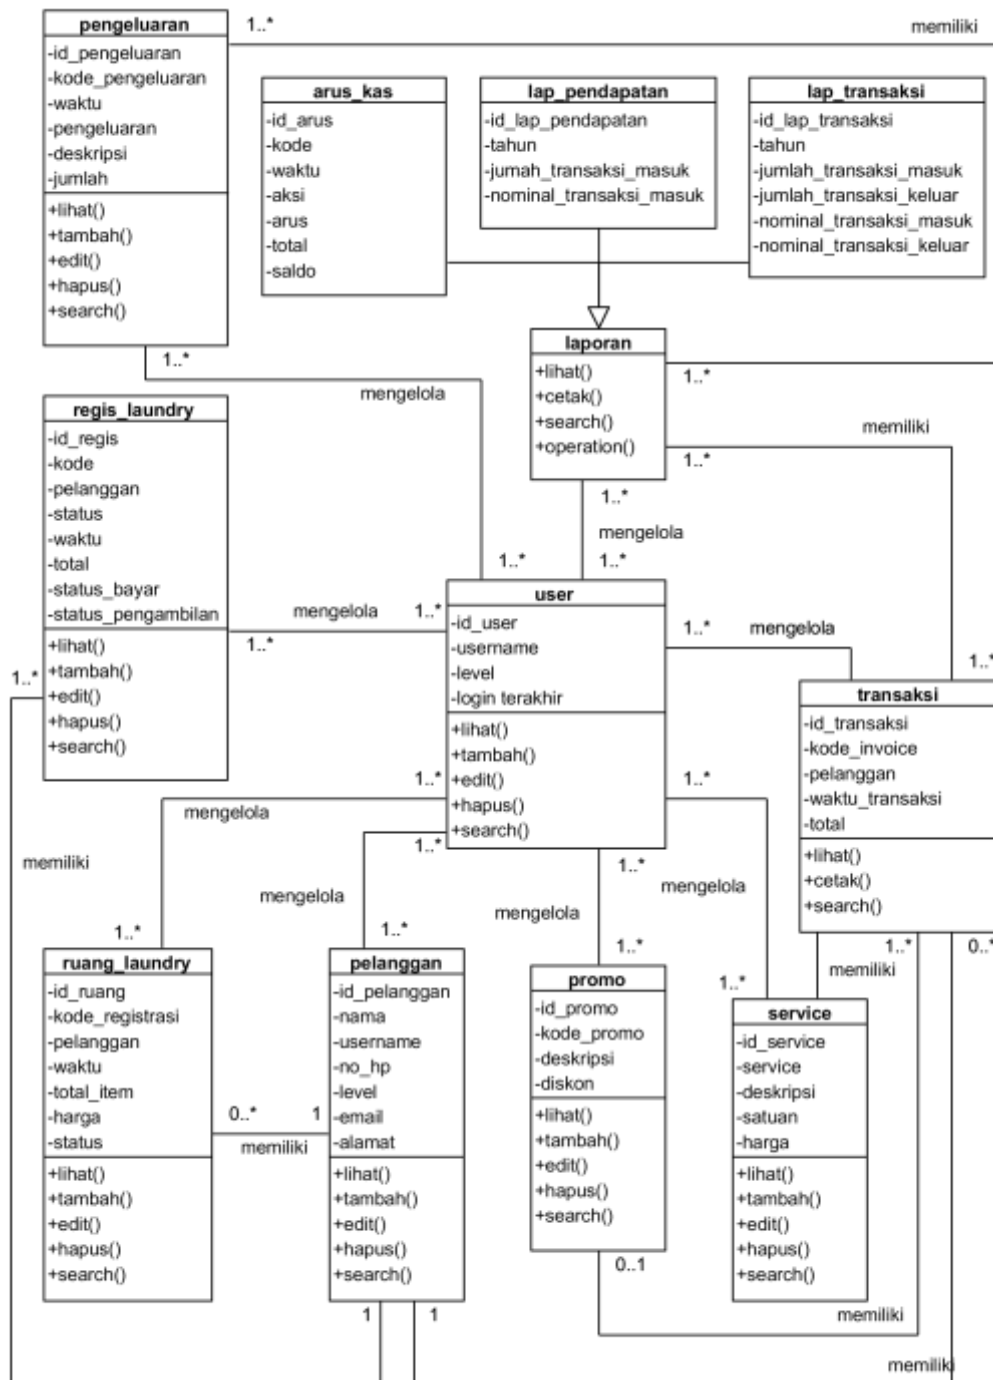 pengeluaran
-id_pengeluaran
-kode_pengeluaran
-waktu
-pengeluaran
-deskripsi
-jumlah
+lihat()
+tambah()
+edit()
+hapus()
+search()
1..*
memiliki
arus_kas
-id_arus
-kode
-waktu
-aksi
-arus
-total
-saldo
lap_pendapatan
-id_lap_pendapatan
-tahun
-jumah_transaksi_masuk
-nominal_transaksi_masuk
lap_transaksi
-id_lap_transaksi
-tahun
-jumlah_transaksi_masuk
-jumlah_transaksi_keluar
-nominal_transaksi_masuk
-nominal_transaksi_keluar
laporan
+lihat()
+cetak()
+search()
+operation()
1..*
1..*
memiliki
1..*
mengelola
1..*
1..*
mengelola
1..*
regis_laundry
-id_regis
-kode
-pelanggan
-status
-waktu
-total
-status_bayar
-status_pengambilan
+lihat()
+tambah()
+edit()
+hapus()
+search()
1..*
mengelola
1..*
1..*
user
-id_user
-username
-level
-login terakhir
+lihat()
+tambah()
+edit()
+hapus()
+search()
1..*
mengelola
1..*
transaksi
-id_transaksi
-kode_invoice
-pelanggan
-waktu_transaksi
-total
+lihat()
+cetak()
+search()
1..*
mengelola
1..*
1..*
mengelola
1..*
1..*
mengelola
1..*
1..*
mengelola
1..*
memiliki
1..*
0..*
memiliki
ruang_laundry
-id_ruang
-kode_registrasi
-pelanggan
-waktu
-total_item
-harga
-status
+lihat()
+tambah()
+edit()
+hapus()
+search()
0..*
1
memiliki
pelanggan
-id_pelanggan
-nama
-username
-no_hp
-level
-email
-alamat
+lihat()
+tambah()
+edit()
+hapus()
+search()
1
1
promo
-id_promo
-kode_promo
-deskripsi
-diskon
+lihat()
+tambah()
+edit()
+hapus()
+search()
0..1
service
-id_service
-service
-deskripsi
-satuan
-harga
+lihat()
+tambah()
+edit()
+hapus()
+search()
memiliki
memiliki